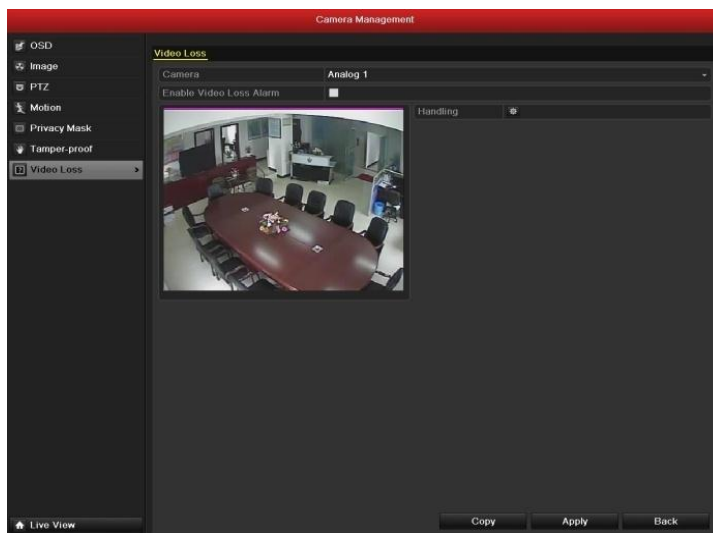 Camera Management
OSD
Image
PTZ
Motion
Privacy Mask
Tamper-proof
Video Loss
Live View
Video Loss
Camera Analog 1
Enable Video Loss Alarm
Handling
Copy Apply Back